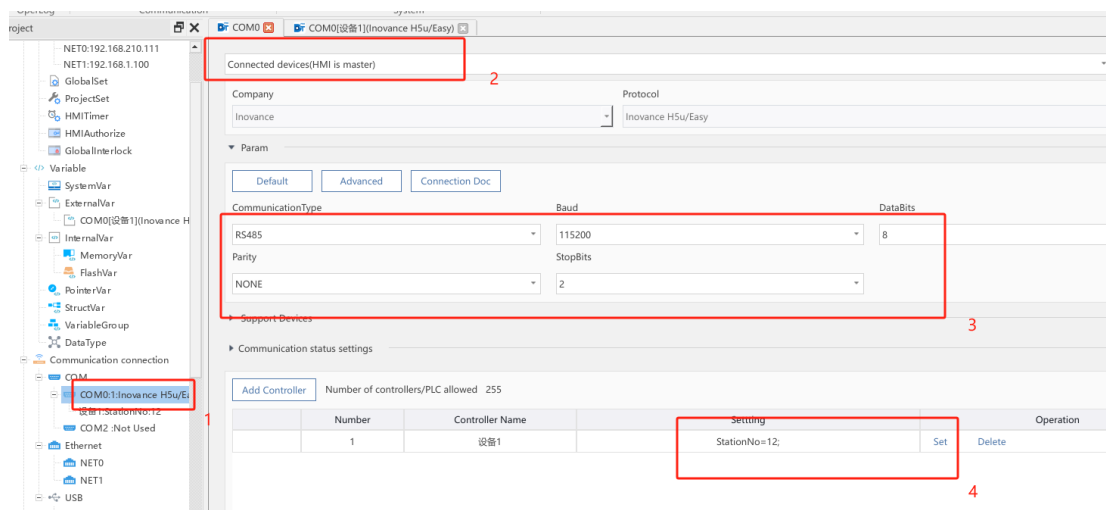 OperLog Communication System
roject
COM0 COM0[设备1](Inovance H5u/Easy)
NET0:192.168.210.111
NET1:192.168.1.100
GlobalSet
ProjectSet
HMITimer
HMIAuthorize
GlobalInterlock
Variable
SystemVar
ExternalVar
COM0[设备1](Inovance H
InternalVar
MemoryVar
FlashVar
PointerVar
StructVar
VariableGroup
DataType
Communication connection
COM
COM0:1:Inovance H5u/Ea
设备1:StationNo:12
COM2 :Not Used
Ethernet
NET0
NET1
USB
1
Connected devices(HMI is master)
2
Company Protocol
Inovance Inovance H5u/Easy
Param
Default Advanced Connection Doc
CommunicationType Baud DataBits
RS485 115200 8
Parity StopBits
NONE 2
3
Support Devices
Communication status settings
Add Controller Number of controllers/PLC allowed 255
Number Controller Name Settting Operation
1 设备1 StationNo=12; Set Delete
4